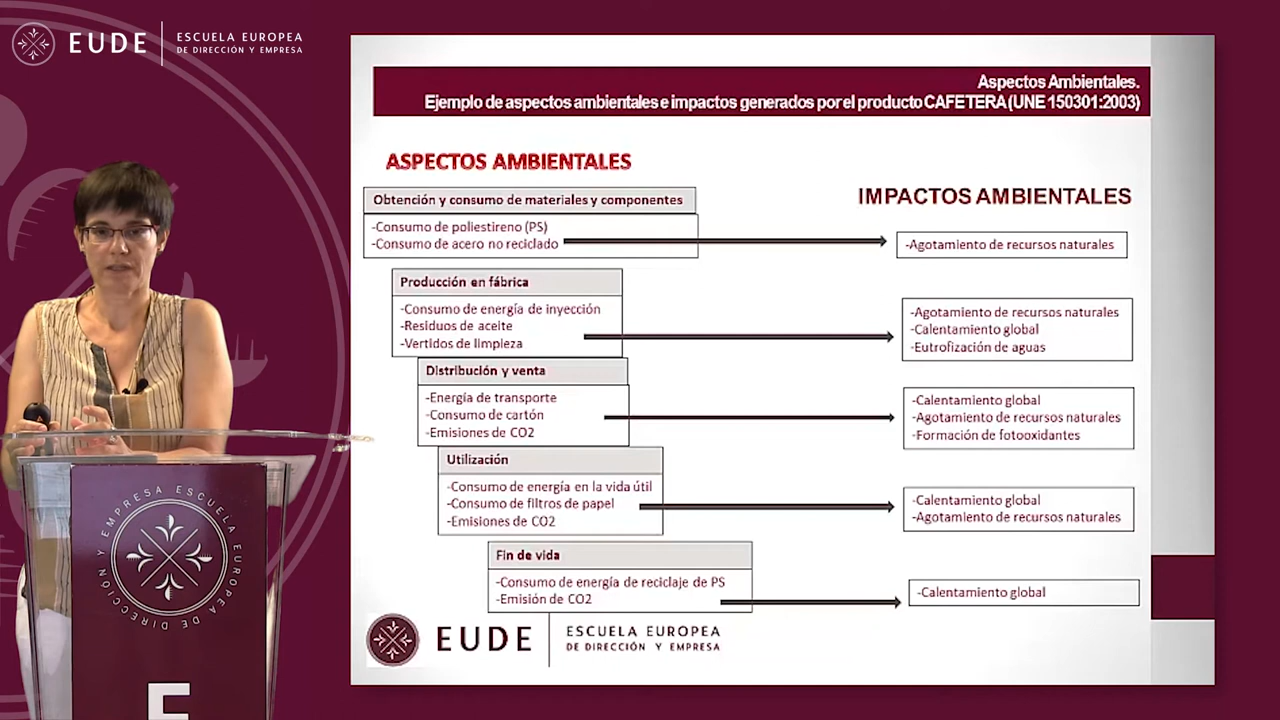 EUDE
ESCUELA EUROPEA
DE DIRECCIÓN Y EMPRESA
Aspectos Ambientales.
Ejemplo de aspectos ambientales e impactos generados por el producto CAFETERA (UNE 150301:2003)
ASPECTOS AMBIENTALES
IMPACTOS AMBIENTALES
Obtención y consumo de materiales y componentes
-Consumo de poliestireno (PS)
-Consumo de acero no reciclado
-Agotamiento de recursos naturales
Producción en fábrica
-Consumo de energía de inyección
-Residuos de aceite
-Vertidos de limpieza
-Agotamiento de recursos naturales
-Calentamiento global
-Eutrofización de aguas
Distribución y venta
-Energía de transporte
-Consumo de cartón
-Emisiones de CO2
-Calentamiento global
-Agotamiento de recursos naturales
-Formación de fotooxidantes
Utilización
-Consumo de energía en la vida útil
-Consumo de filtros de papel
-Emisiones de CO2
-Calentamiento global
-Agotamiento de recursos naturales
Fin de vida
-Consumo de energía de reciclaje de PS
-Emisión de CO2
-Calentamiento global
EUDE
ESCUELA EUROPEA
DE DIRECCIÓN Y EMPRESA
ESCUELA EUROPEA DE DIRECCIÓN Y EMPRESA
E